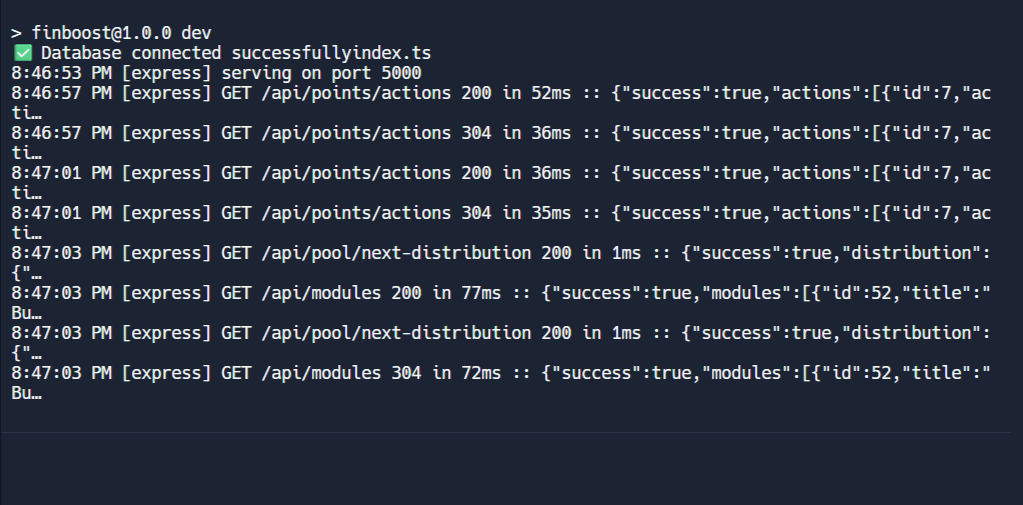 > finboost@1.0.0 dev
✅ Database connected successfullyindex.ts
8:46:53 PM [express] serving on port 5000
8:46:57 PM [express] GET /api/points/actions 200 in 52ms :: {"success":true,"actions":[{"id":7,"ac
ti…
8:46:57 PM [express] GET /api/points/actions 304 in 36ms :: {"success":true,"actions":[{"id":7,"ac
ti…
8:47:01 PM [express] GET /api/points/actions 200 in 36ms :: {"success":true,"actions":[{"id":7,"ac
ti…
8:47:01 PM [express] GET /api/points/actions 304 in 35ms :: {"success":true,"actions":[{"id":7,"ac
ti…
8:47:03 PM [express] GET /api/pool/next-distribution 200 in 1ms :: {"success":true,"distribution":
{"…
8:47:03 PM [express] GET /api/modules 200 in 77ms :: {"success":true,"modules":[{"id":52,"title":"
Bu…
8:47:03 PM [express] GET /api/pool/next-distribution 200 in 1ms :: {"success":true,"distribution":
{"…
8:47:03 PM [express] GET /api/modules 304 in 72ms :: {"success":true,"modules":[{"id":52,"title":"
Bu…